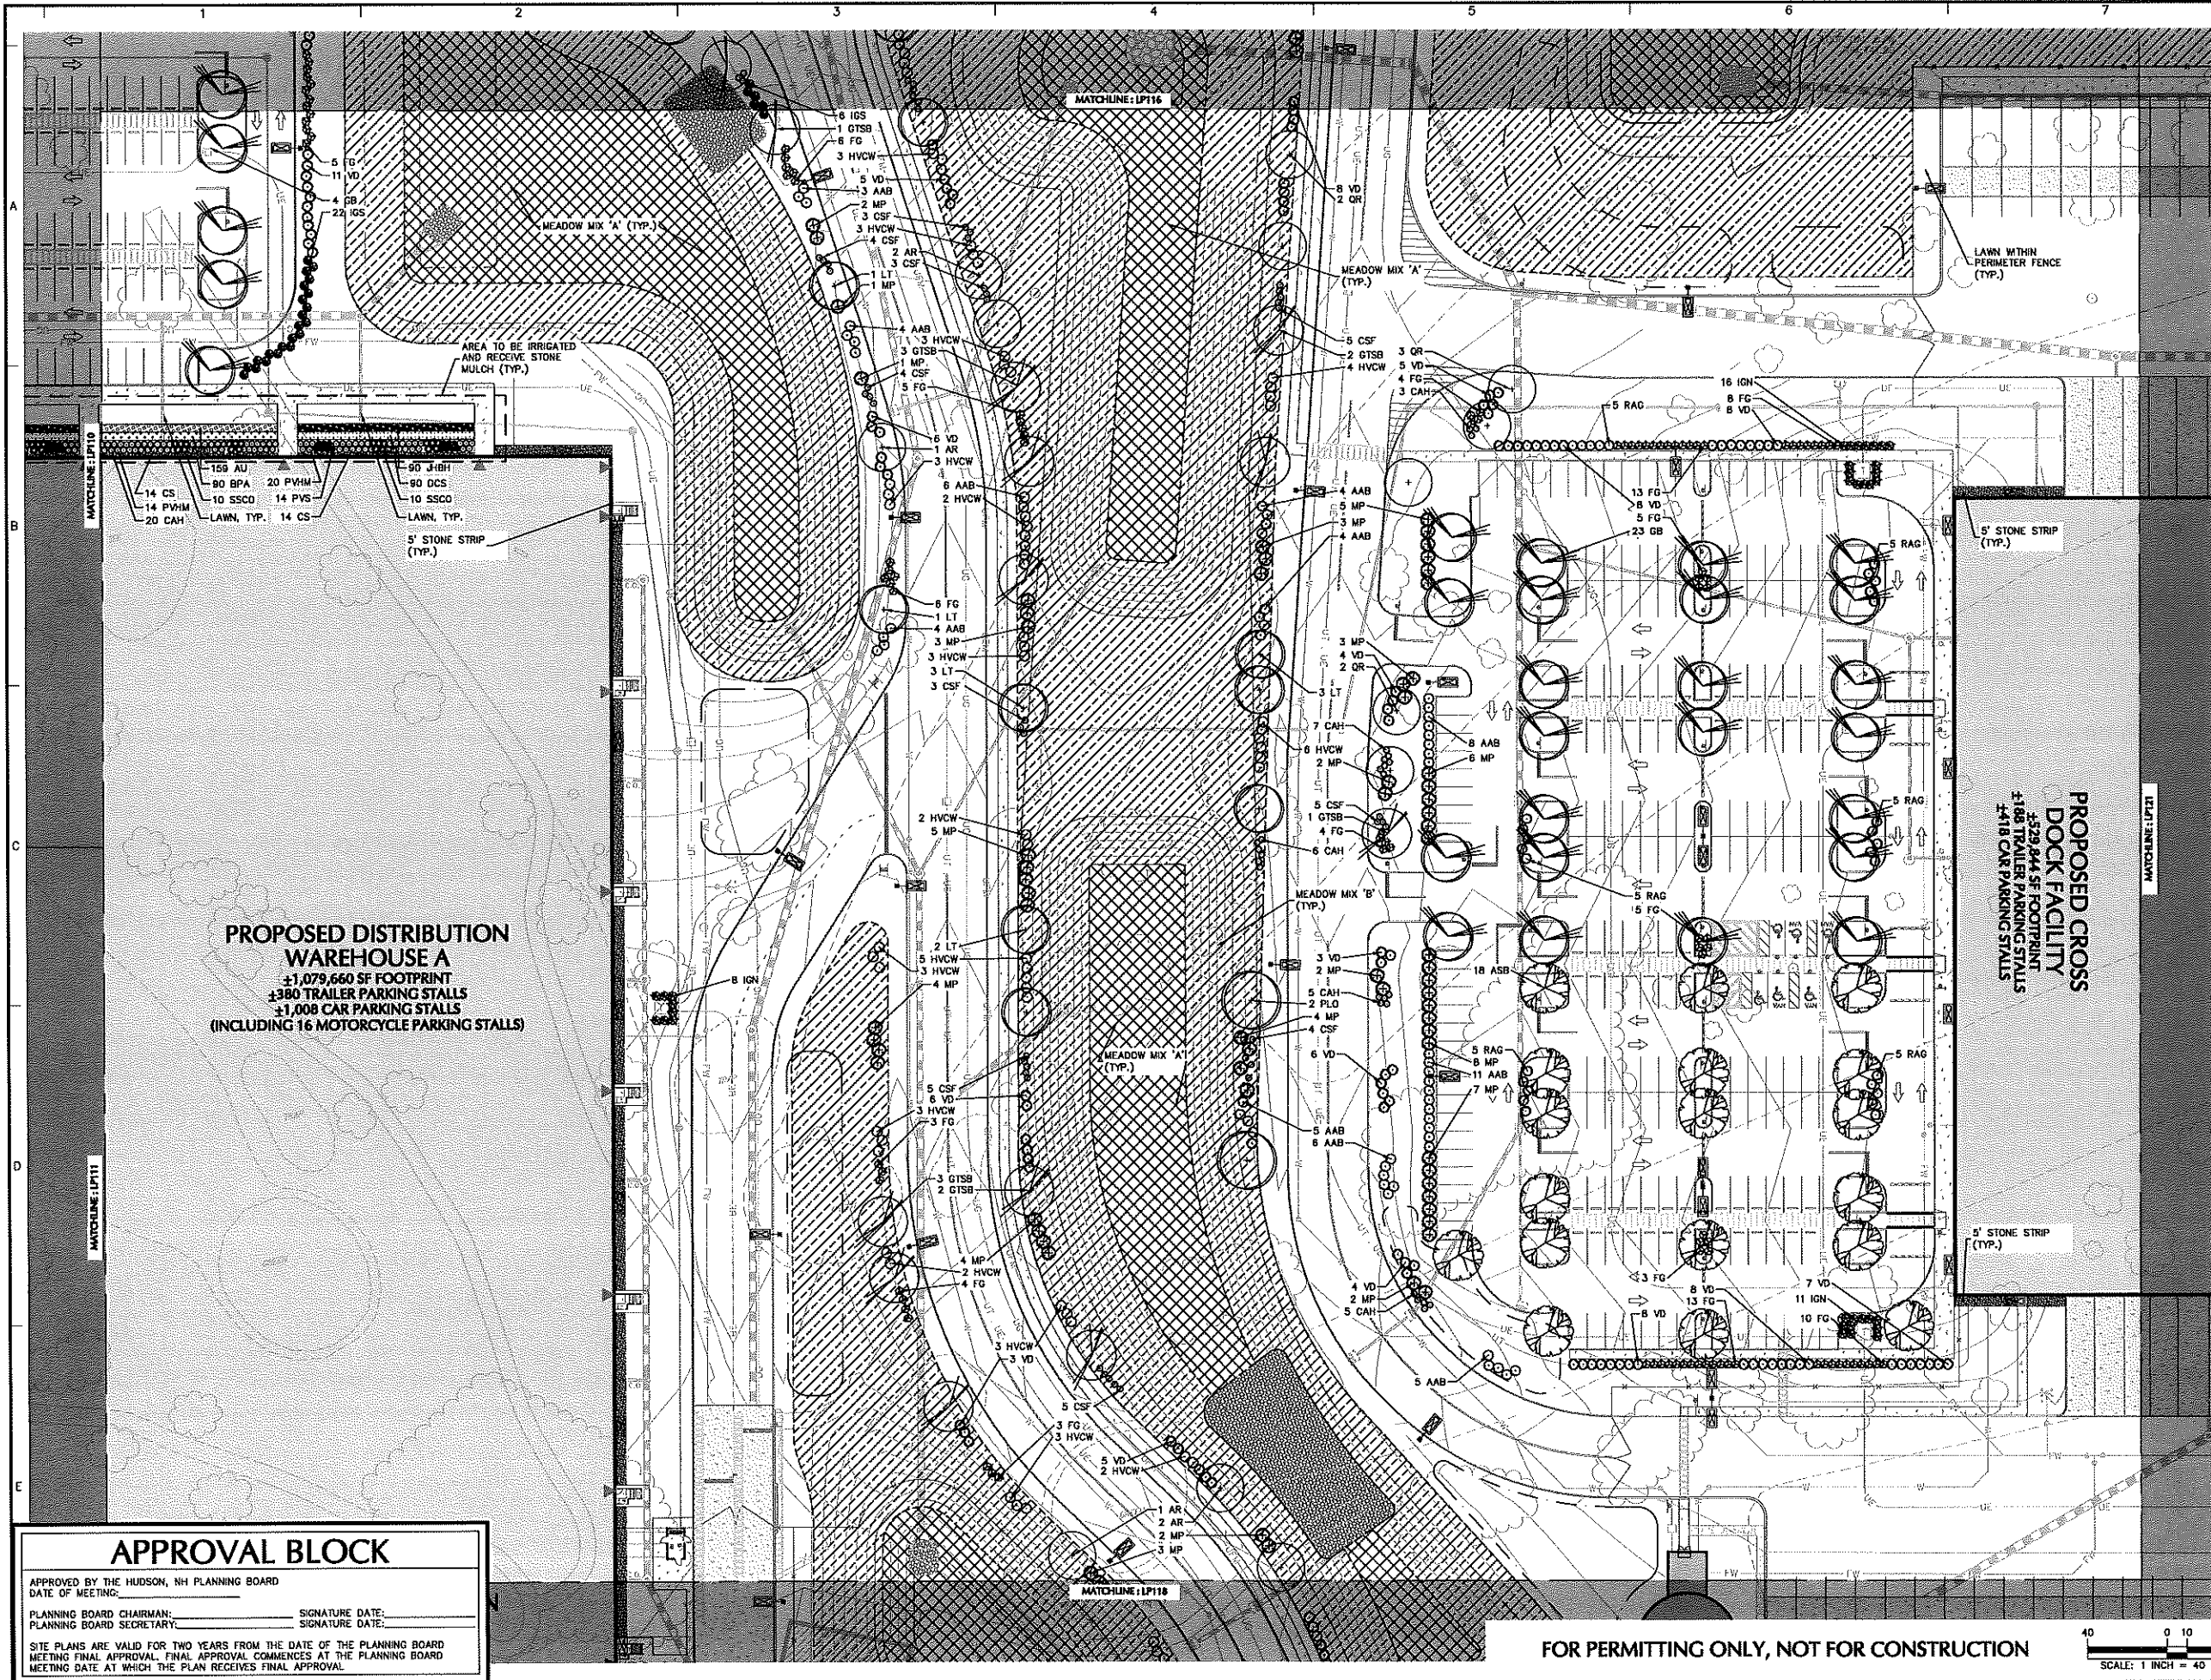 1 2 3 4 5 6 7
A
B
C
D
E
MATCHLINE: LP116
6 IGS
1 GTSB
6 FG
3 HVCW
5 VD
3 AAB
2 MP
3 CSF
3 HVCW
4 CSF
2 AR
3 CSF
1 LT
1 MP
5 FG
11 VD
4 GB
22 IGS
MEADOW MIX 'A' (TYP.)
AREA TO BE IRRIGATED
AND RECEIVE STONE
MULCH (TYP.)
8 VD
2 QR
MEADOW MIX 'A'
(TYP.)
LAWN WITHIN
PERIMETER FENCE
(TYP.)
4 AAB
3 HVCW
3 GTSB
1 MP
4 CSF
5 FG
5 CSF
2 GTSB
4 HVCW
3 QR
5 VD
4 FG
3 CAH
5 RAG
16 IGN
8 FG
8 VD
MATCHLINE: LP110
14 CS
14 PVHM
20 CAH
159 AU
90 BPA
10 SSCO
LAWN, TYP.
20 PVHM
14 PVS
14 CS
90 JHBH
90 DCS
10 SSCO
LAWN, TYP.
5' STONE STRIP
(TYP.)
6 VD
1 AR
3 HVCW
6 AAB
2 HVCW
4 AAB
5 MP
3 MP
4 AAB
13 FG
8 VD
5 FG
23 GB
5 RAG
5' STONE STRIP
(TYP.)
6 FG
1 LT
4 AAB
3 MP
3 HVCW
3 LT
3 CSF
3 MP
4 VD
2 QR
3 LT
7 CAH
6 HVCW
2 MP
8 AAB
6 MP
2 HVCW
5 MP
5 CSF
1 GTSB
4 FG
6 CAH
5 RAG
5 RAG
5 FG
MEADOW MIX 'B'
(TYP.)
PROPOSED CROSS
DOCK FACILITY
±529,844 SF FOOTPRINT
±188 TRAILER PARKING STALLS
±418 CAR PARKING STALLS
MATCHLINE: LP121
PROPOSED DISTRIBUTION
WAREHOUSE A
±1,079,660 SF FOOTPRINT
±380 TRAILER PARKING STALLS
±1,008 CAR PARKING STALLS
(INCLUDING 16 MOTORCYCLE PARKING STALLS)
8 IGN
2 LT
5 HVCW
3 HVCW
4 MP
3 VD
2 MP
5 CAH
2 PLO
4 MP
4 CSF
18 ASB
MEADOW MIX 'A'
(TYP.)
6 VD
5 RAG
8 MP
11 AAB
7 MP
5 RAG
5 CSF
6 VD
3 HVCW
3 FG
5 AAB
6 AAB
MATCHLINE: LP111
3 GTSB
2 GTSB
4 MP
2 HVCW
4 FG
4 VD
2 MP
5 CAH
3 FG
8 VD
13 FG
8 VD
7 VD
11 IGN
10 FG
5' STONE STRIP
(TYP.)
3 HVCW
3 VD
5 AAB
5 CSF
3 FG
3 HVCW
5 VD
2 HVCW
1 AR
2 AR
2 MP
3 MP
MATCHLINE: LP118
APPROVAL BLOCK
APPROVED BY THE HUDSON, NH PLANNING BOARD
DATE OF MEETING:
PLANNING BOARD CHAIRMAN: SIGNATURE DATE:
PLANNING BOARD SECRETARY: SIGNATURE DATE:
SITE PLANS ARE VALID FOR TWO YEARS FROM THE DATE OF THE PLANNING BOARD
MEETING FINAL APPROVAL. FINAL APPROVAL COMMENCES AT THE PLANNING BOARD
MEETING DATE AT WHICH THE PLAN RECEIVES FINAL APPROVAL
FOR PERMITTING ONLY, NOT FOR CONSTRUCTION
40 0 10
SCALE: 1 INCH = 40